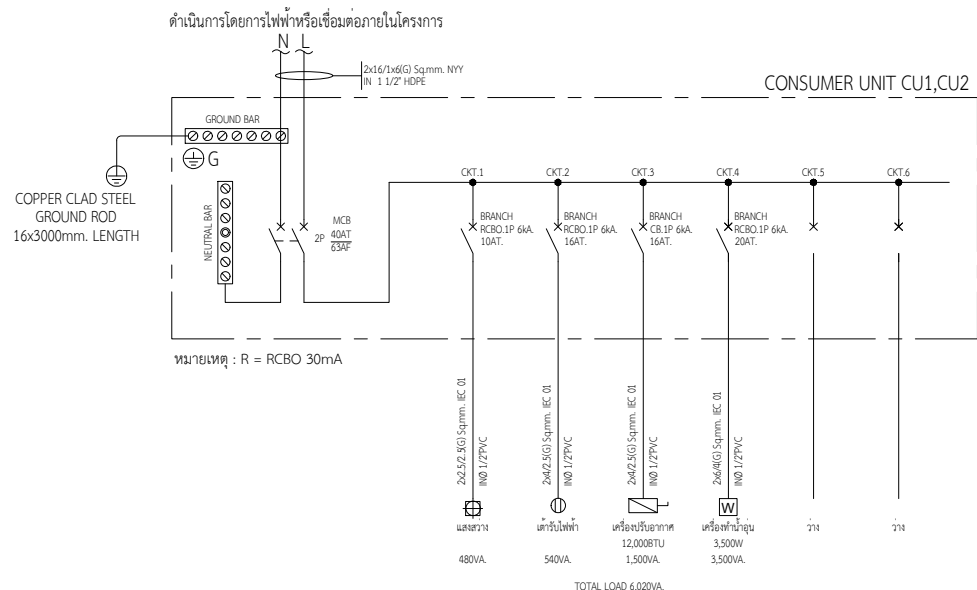 ดำเนินการโดยการไฟฟ้าหรือเชื่อมต่อภายในโครงการ
N L
2x16/1x6(G) Sq.mm. NYY
IN 1 1/2" HDPE
CONSUMER UNIT CU1,CU2
GROUND BAR
G
COPPER CLAD STEEL
GROUND ROD
16x3000mm. LENGTH
NEUTRAL BAR
2P
MCB
40AT
63AF
CKT.1
CKT.2
CKT.3
CKT.4
CKT.5
CKT.6
BRANCH
RCBO.1P 6kA.
10AT.
BRANCH
RCBO.1P 6kA.
16AT.
BRANCH
CB.1P 6kA.
16AT.
BRANCH
RCBO.1P 6kA.
20AT.
หมายเหตุ : R = RCBO 30mA
2x2.5/2.5(G) Sq.mm. IEC 01
INØ 1/2"PVC
2x4/2.5(G) Sq.mm. IEC 01
INØ 1/2"PVC
2x4/2.5(G) Sq.mm. IEC 01
INØ 1/2"PVC
2x6/4(G) Sq.mm. IEC 01
INØ 1/2"PVC
W
แสงสว่าง
480VA.
เต้ารับไฟฟ้า
540VA.
เครื่องปรับอากาศ
12,000BTU
1,500VA.
เครื่องทำน้ำอุ่น
3,500W
3,500VA.
ว่าง
ว่าง
TOTAL LOAD 6.020VA.